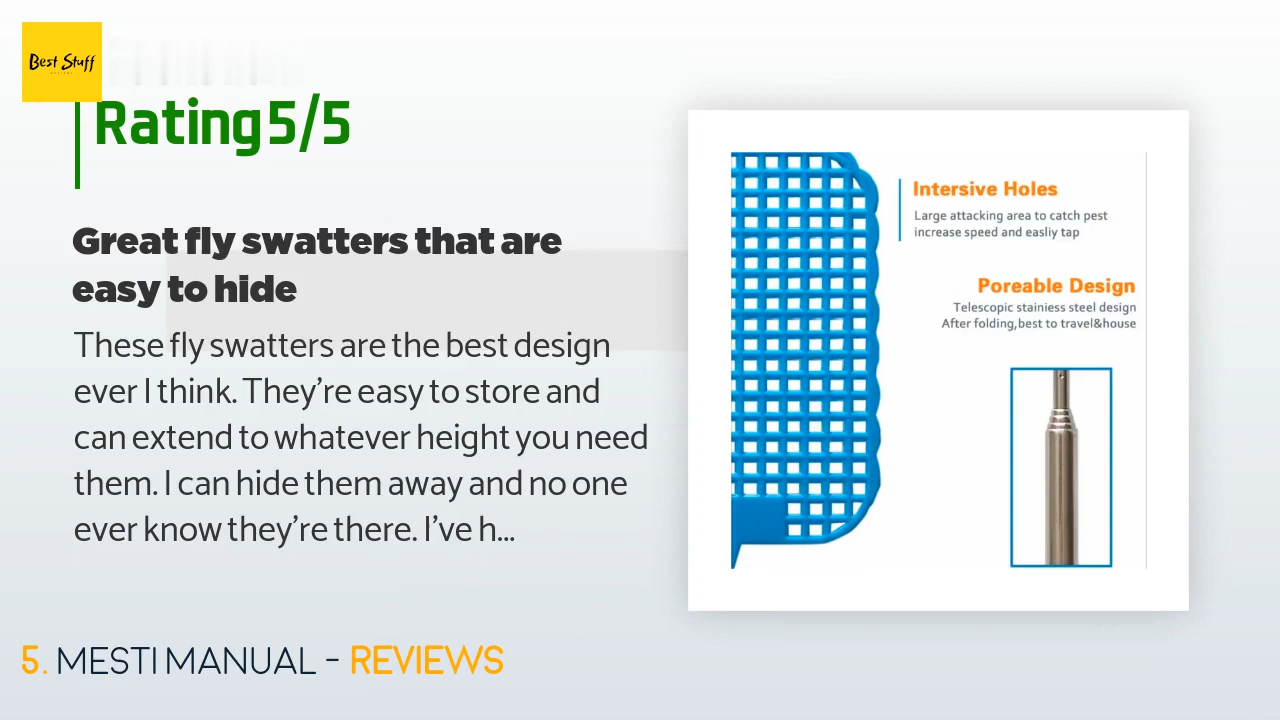 Best Stuff
Rating 5/5
Great fly swatters that are
easy to hide
These fly swatters are the best design
ever I think. They're easy to store and
can extend to whatever height you need
them. I can hide them away and no one
ever know they're there. I've h...
Intersive Holes
Large attacking area to catch pest
increase speed and easliy tap
Poreable Design
Telescopic stainiess steel design
After folding,best to travel&house
5. MESTI MANUAL - REVIEWS